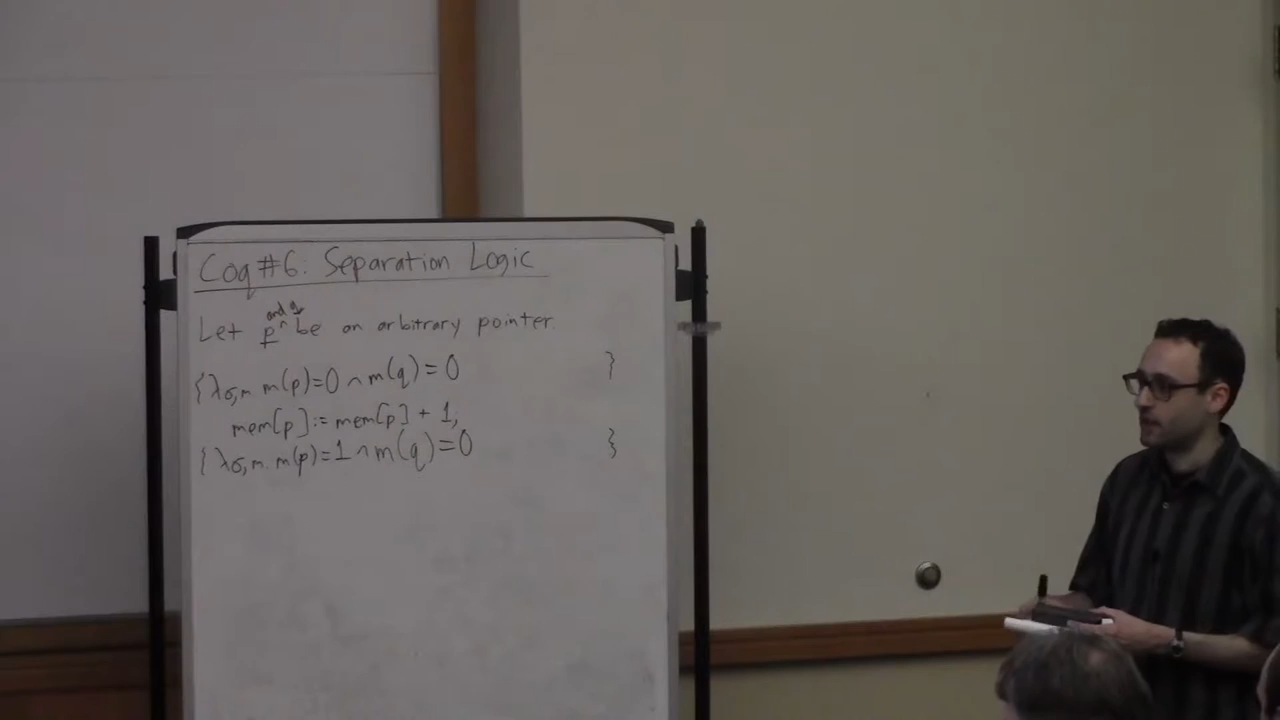 Coq #6: Separation Logic
Let p ^and q be an arbitrary pointer.
{λσ,m. m(p)=0 ∧ m(q)=0 }
mem[p] := mem[p] + 1;
{λσ,m. m(p)=1 ∧ m(q)=0 }